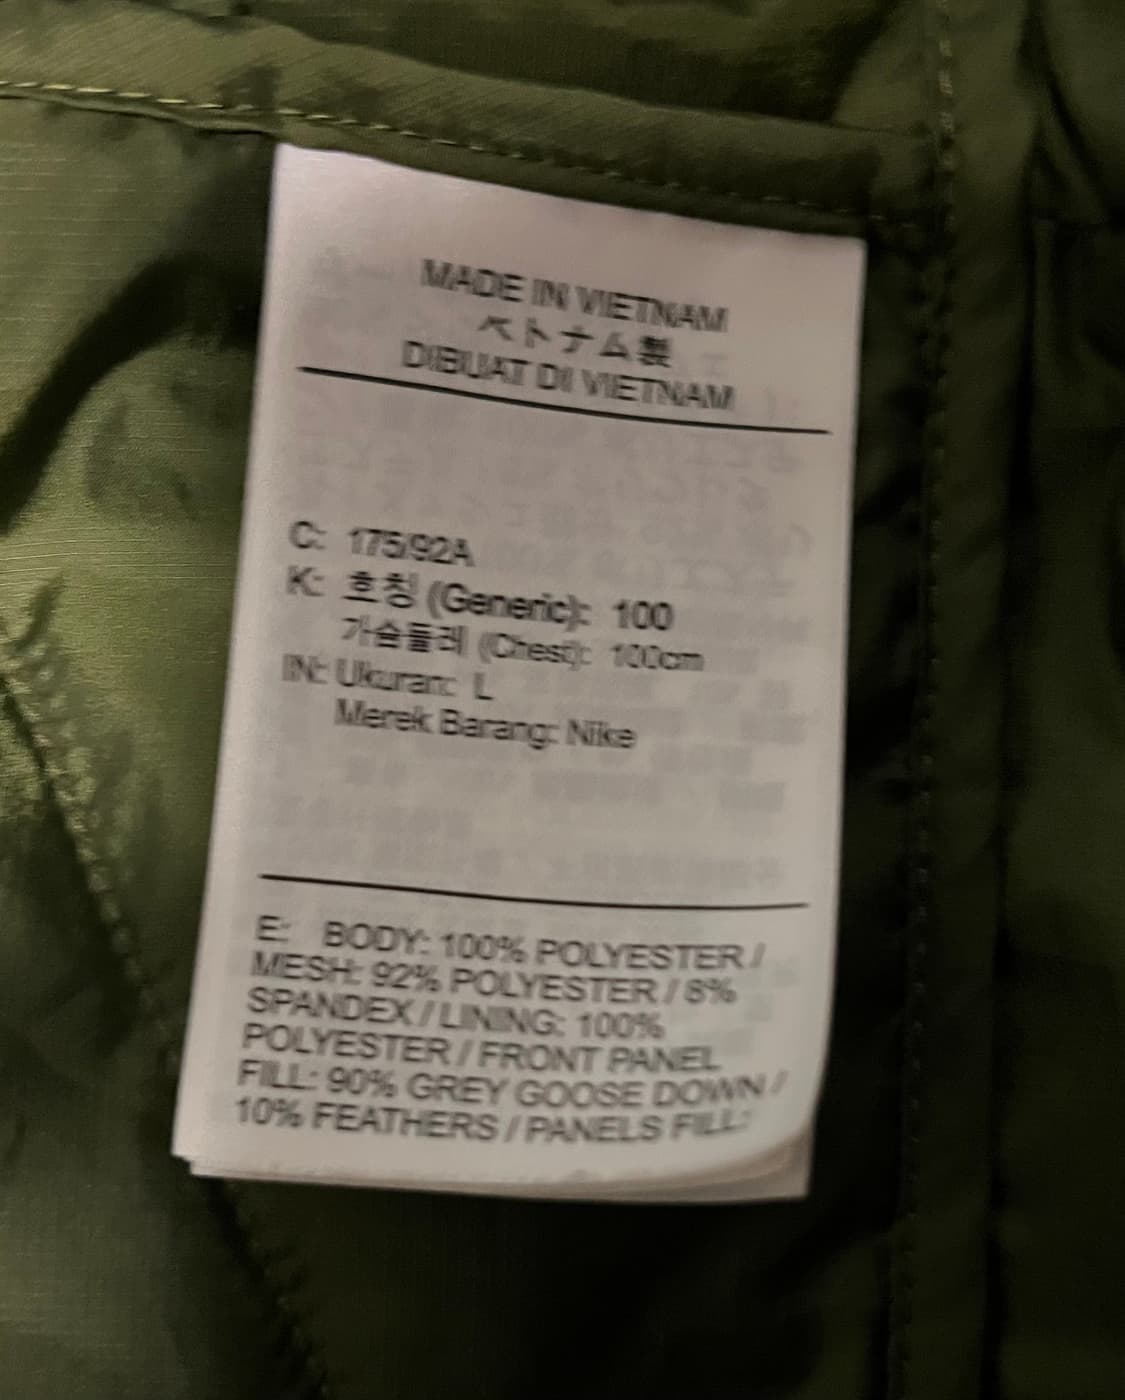 MADE IN VIETNAM
ベトナム製
DIBUAT DI VIETNAM
C: 175/92A
K: 호칭 (Generic): 100
가슴둘레 (Chest): 100cm
IN: Ukuran: L
Merek Barang: Nike
E: BODY: 100% POLYESTER /
MESH: 92% POLYESTER / 8%
SPANDEX / LINING: 100%
POLYESTER / FRONT PANEL
FILL: 90% GREY GOOSE DOWN /
10% FEATHERS / PANELS FILL: